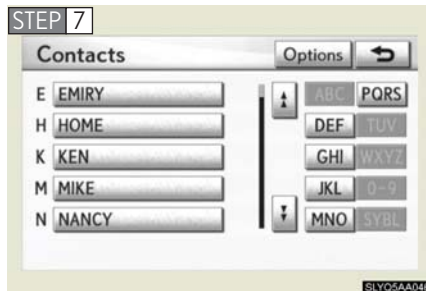 STEP 7
Contacts Options
E EMIRY ABC PQRS
H HOME DEF TUV
K KEN GHI WXYZ
M MIKE JKL 0-9
N NANCY MNO SYBL
SLYO5AA046